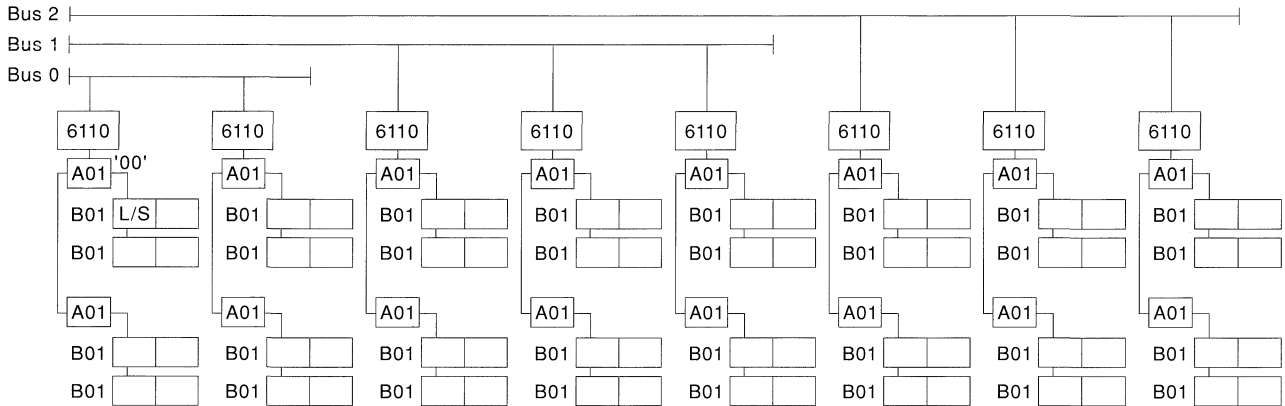 Bus 2
Bus 1
Bus 0
6110 6110 6110 6110 6110 6110 6110 6110
A01 '00' A01 A01 A01 A01 A01 A01 A01
B01 L/S B01 B01 B01 B01 B01 B01 B01
B01 B01 B01 B01 B01 B01 B01 B01
A01 A01 A01 A01 A01 A01 A01 A01
B01 B01 B01 B01 B01 B01 B01 B01
B01 B01 B01 B01 B01 B01 B01 B01